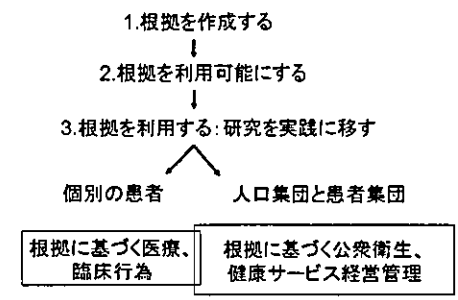 1.根拠を作成する
2.根拠を利用可能にする
3.根拠を利用する:研究を実践に移す
個別の患者
人口集団と患者集団
根拠に基づく医療、
臨床行為
根拠に基づく公衆衛生、
健康サービス経営管理